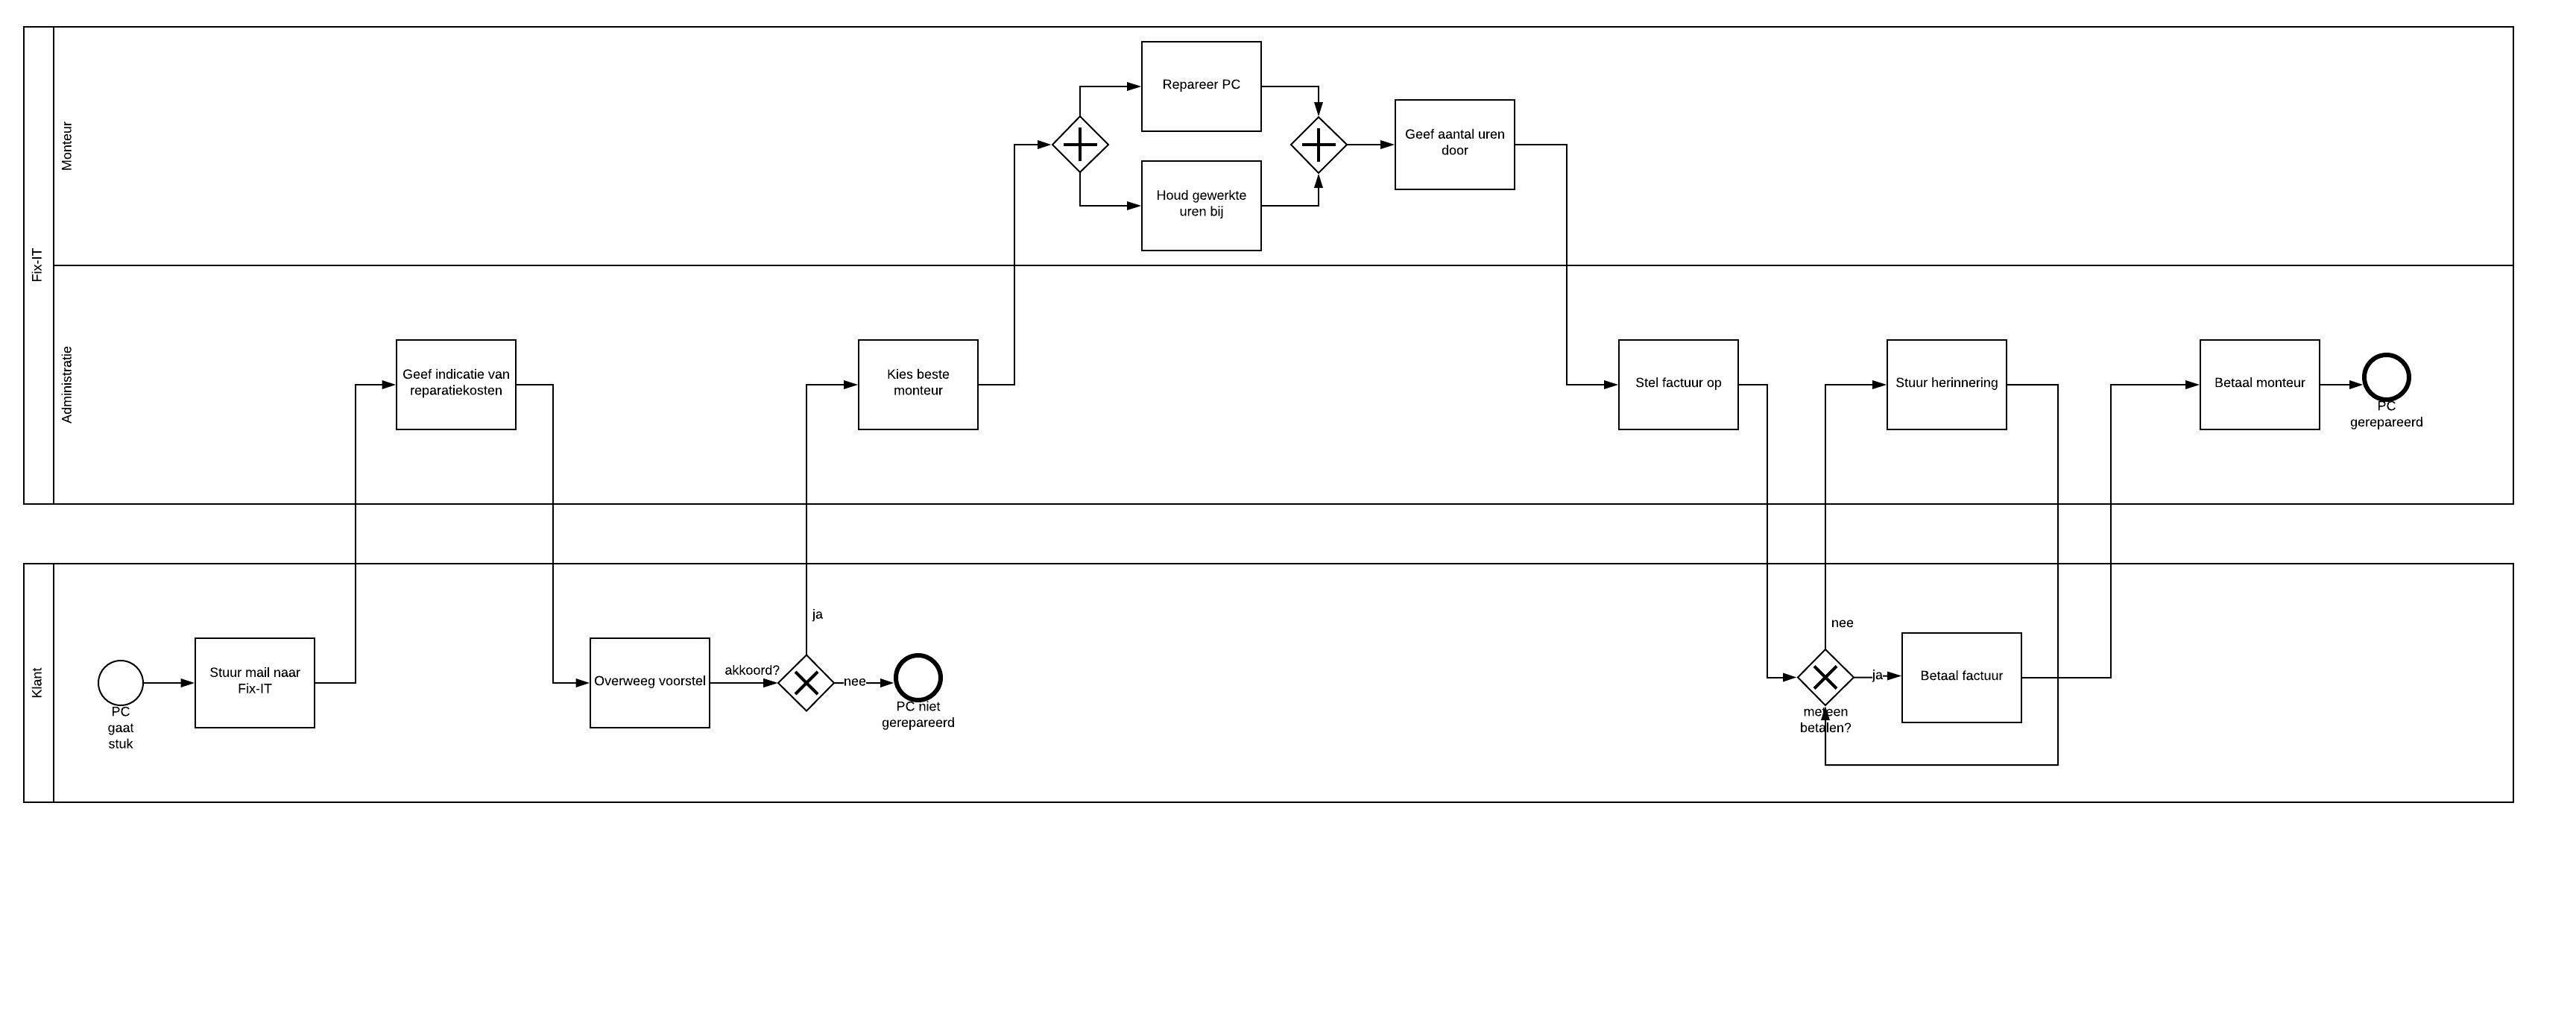 Fix-IT
Monteur
Repareer PC
Houd gewerkte
uren bij
Geef aantal uren
door
Administratie
Geef indicatie van
reparatiekosten
Kies beste
monteur
Stel factuur op
Stuur herinnering
Betaal monteur
PC
gerepareerd
Klant
PC
gaat
stuk
Stuur mail naar
Fix-IT
Overweeg voorstel
akkoord?
ja
nee
PC niet
gerepareerd
nee
meteen
betalen?
ja
Betaal factuur